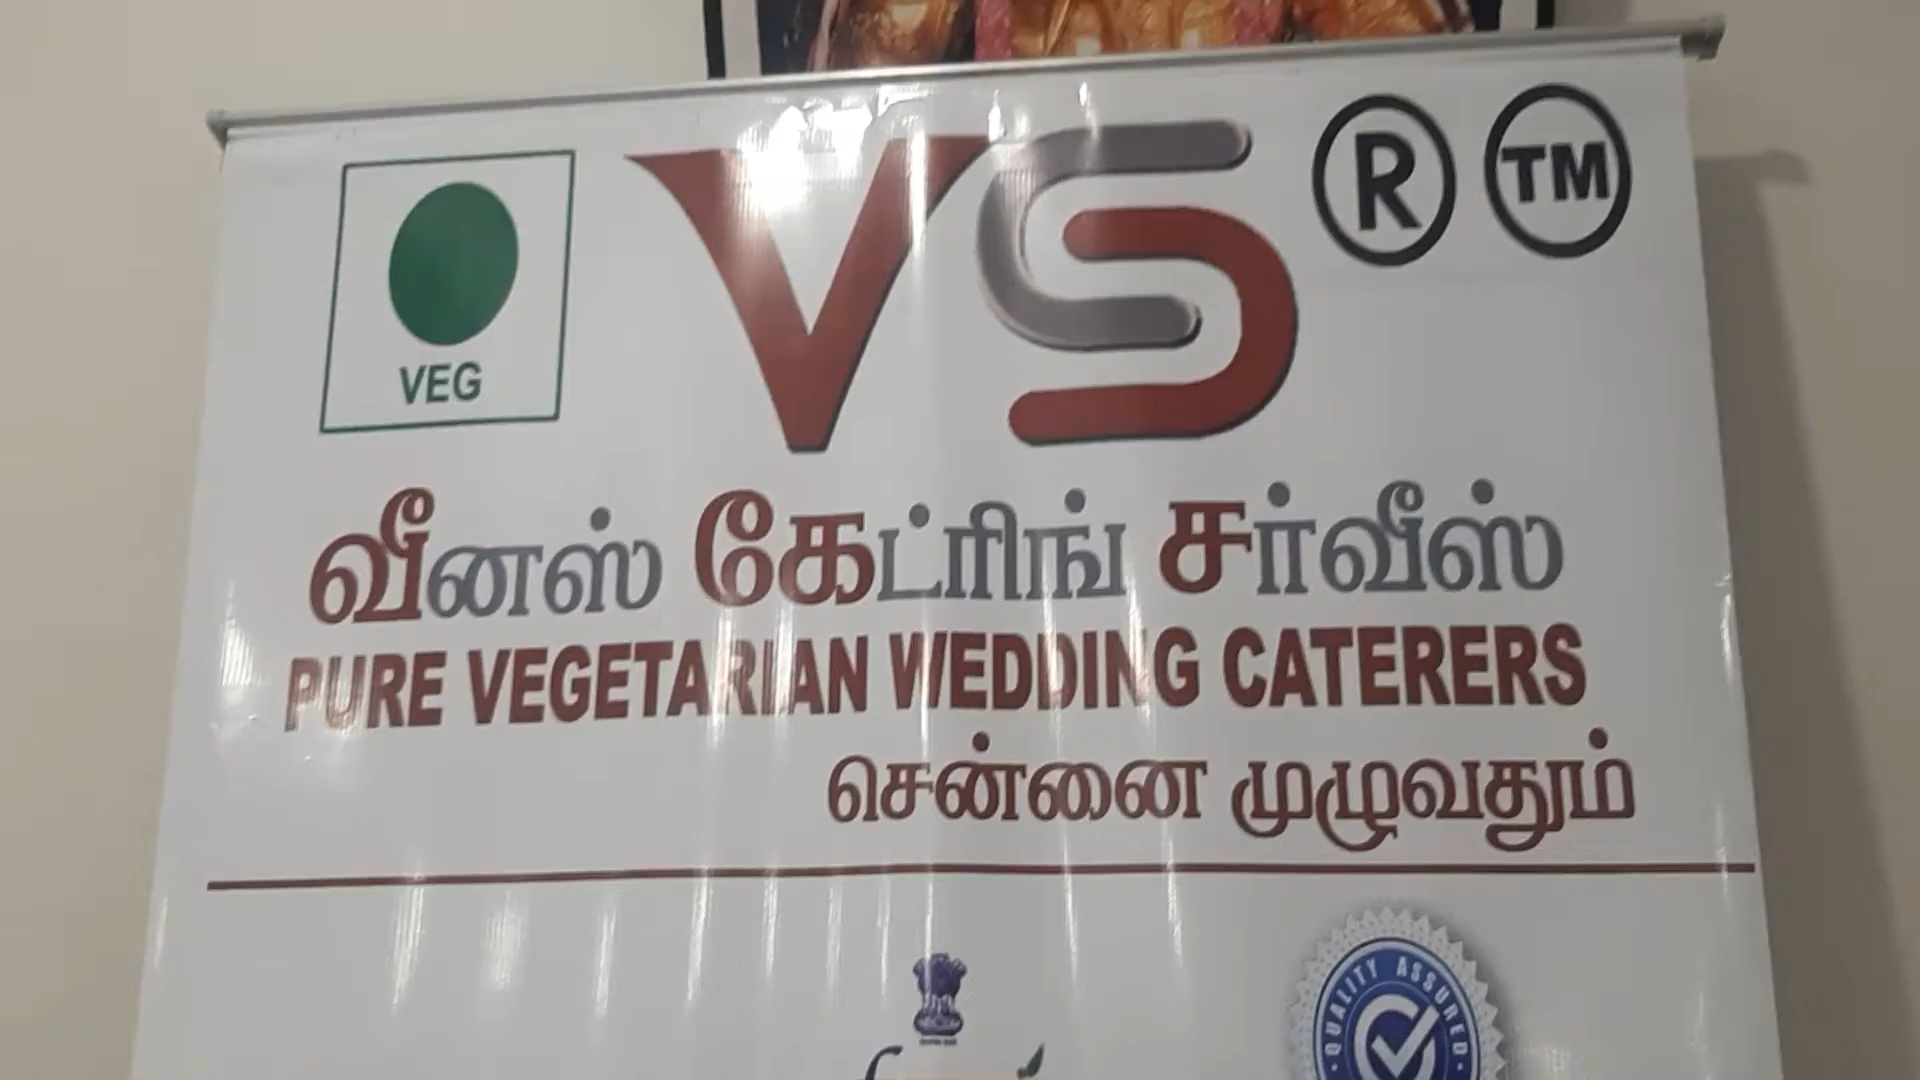 VS ® TM
VEG
வீனஸ் கேட்ரிங் சர்வீஸ்
PURE VEGETARIAN WEDDING CATERERS
சென்னை முழுவதும்
QUALITY ASSURED